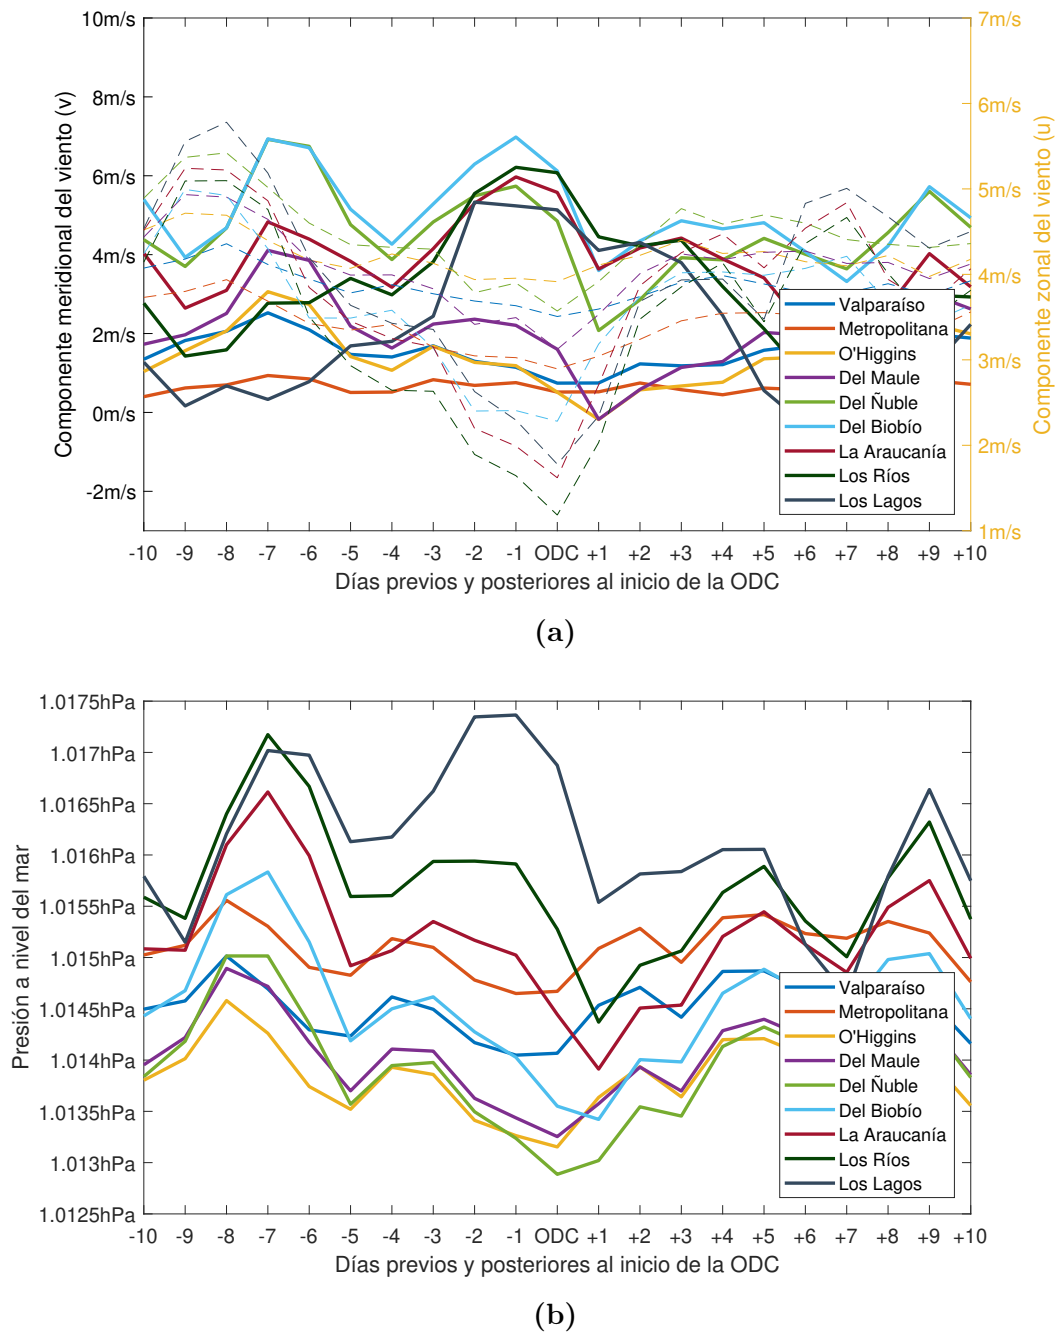 (a)
10m/s
8m/s
6m/s
4m/s
2m/s
0m/s
-2m/s
Componente meridional del viento (v)
7m/s
6m/s
5m/s
4m/s
3m/s
2m/s
1m/s
Componente zonal del viento (u)
Valparaíso
Metropolitana
O'Higgins
Del Maule
Del Ñuble
Del Biobío
La Araucanía
Los Ríos
Los Lagos
-10 -9 -8 -7 -6 -5 -4 -3 -2 -1 ODC +1 +2 +3 +4 +5 +6 +7 +8 +9 +10
Días previos y posteriores al inicio de la ODC
(a)
1.0175hPa
1.017hPa
1.0165hPa
1.016hPa
1.0155hPa
1.015hPa
1.0145hPa
1.014hPa
1.0135hPa
1.013hPa
1.0125hPa
Presión a nivel del mar
Valparaíso
Metropolitana
O'Higgins
Del Maule
Del Ñuble
Del Biobío
La Araucanía
Los Ríos
Los Lagos
-10 -9 -8 -7 -6 -5 -4 -3 -2 -1 ODC +1 +2 +3 +4 +5 +6 +7 +8 +9 +10
Días previos y posteriores al inicio de la ODC
(b)